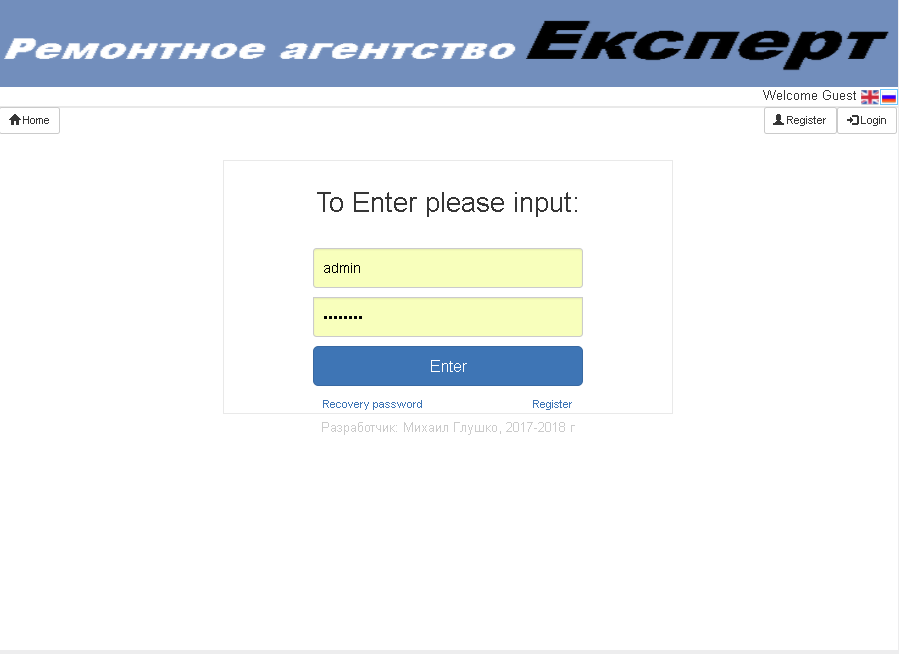 Ремонтное агентство Експерт
Welcome Guest
Home Register Login
To Enter please input:
admin
••••••••
Enter
Recovery password Register
Разработчик: Михаил Глушко, 2017-2018 г